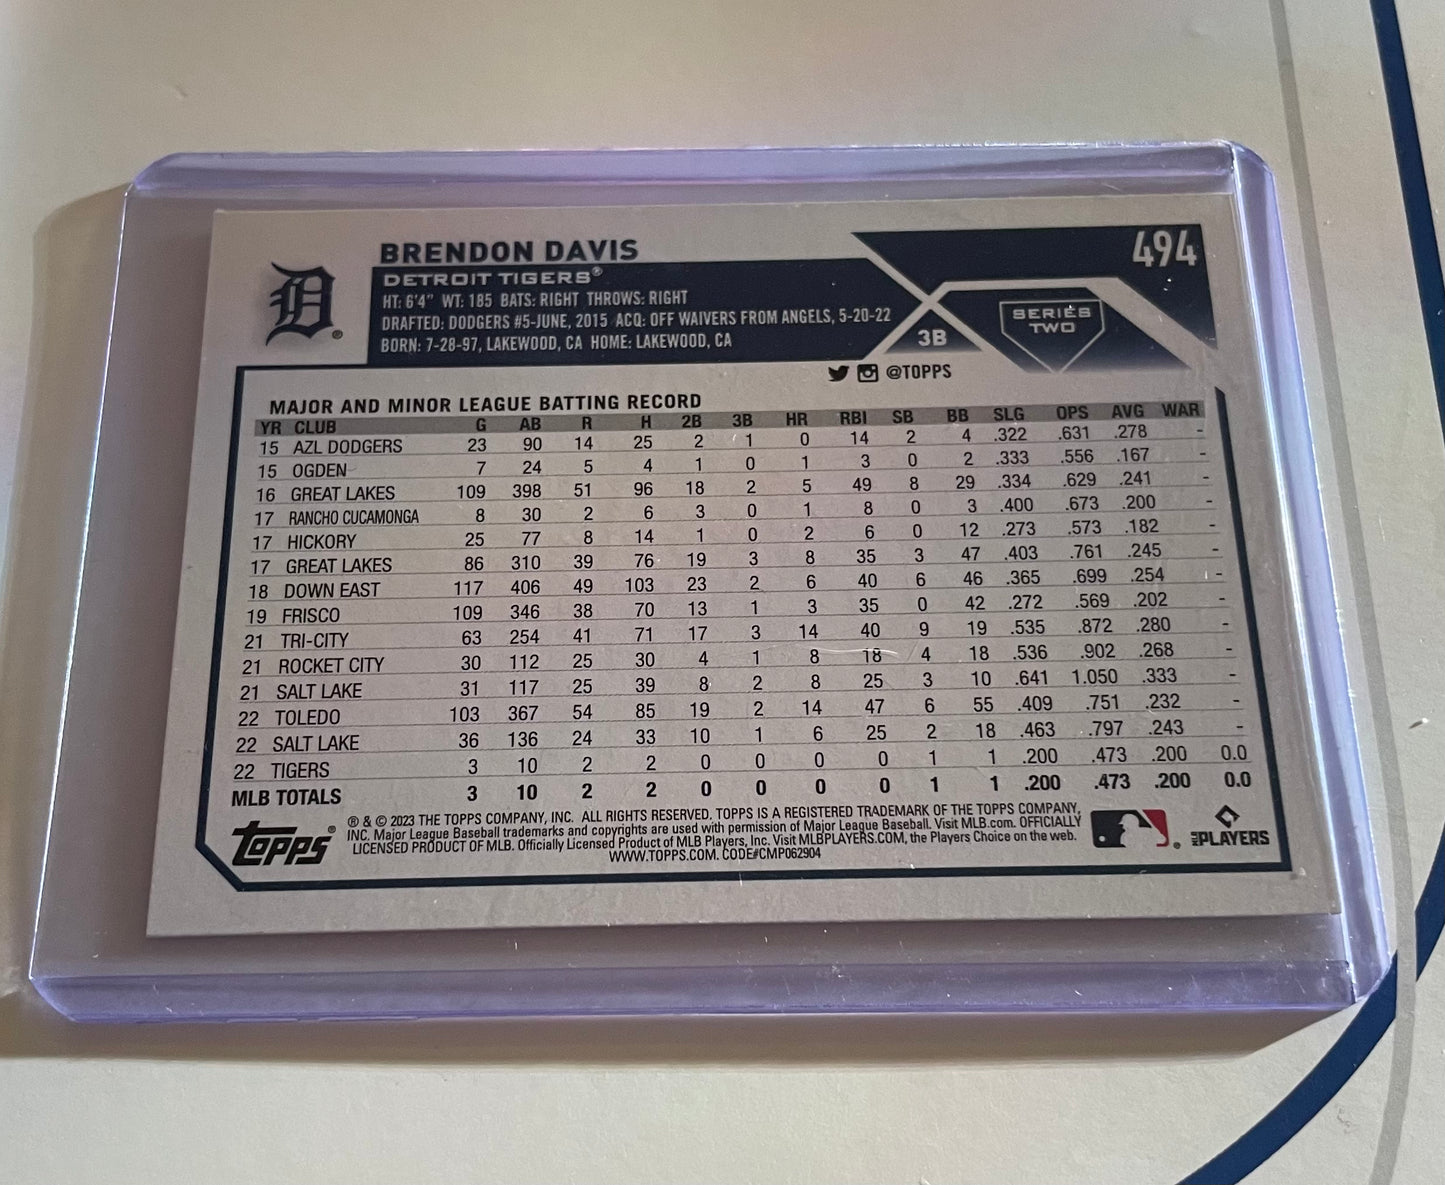 BRENDON DAVIS
494
DETROIT TIGERS®
HT: 6'4" WT: 185 BATS: RIGHT THROWS: RIGHT
DRAFTED: DODGERS #5-JUNE, 2015 ACQ: OFF WAIVERS FROM ANGELS, 5-20-22
BORN: 7-28-97, LAKEWOOD, CA HOME: LAKEWOOD, CA
3B
SERIES
TWO
@TOPPS
MAJOR AND MINOR LEAGUE BATTING RECORD
YR CLUB G AB R H 2B 3B HR RBI SB BB SLG OPS AVG WAR
15 AZL DODGERS 23 90 14 25 2 1 0 14 2 4 .322 .631 .278 -
15 OGDEN 7 24 5 4 1 0 1 3 0 2 .333 .556 .167 -
16 GREAT LAKES 109 398 51 96 18 2 5 49 8 29 .334 .629 .241 -
17 RANCHO CUCAMONGA 8 30 2 6 3 0 1 8 0 3 .400 .673 .200 -
17 HICKORY 25 77 8 14 1 0 2 6 0 12 .273 .573 .182 -
17 GREAT LAKES 86 310 39 76 19 3 8 35 3 47 .403 .761 .245 -
18 DOWN EAST 117 406 49 103 23 2 6 40 6 46 .365 .699 .254 -
19 FRISCO 109 346 38 70 13 1 3 35 0 42 .272 .569 .202 -
21 TRI-CITY 63 254 41 71 17 3 14 40 9 19 .535 .872 .280 -
21 ROCKET CITY 30 112 25 30 4 1 8 18 4 18 .536 .902 .268 -
21 SALT LAKE 31 117 25 39 8 2 8 25 3 10 .641 1.050 .333 -
22 TOLEDO 103 367 54 85 19 2 14 47 6 55 .409 .751 .232 -
22 SALT LAKE 36 136 24 33 10 1 6 25 2 18 .463 .797 .243 -
22 TIGERS 3 10 2 2 0 0 0 0 1 1 .200 .473 .200 0.0
MLB TOTALS 3 10 2 2 0 0 0 0 1 1 .200 .473 .200 0.0
topps®
® & © 2023 THE TOPPS COMPANY, INC. ALL RIGHTS RESERVED. TOPPS IS A REGISTERED TRADEMARK OF THE TOPPS COMPANY,
INC. Major League Baseball trademarks and copyrights are used with permission of Major League Baseball. Visit MLB.com. OFFICIALLY
LICENSED PRODUCT OF MLB. Officially Licensed Product of MLB Players, Inc. Visit MLBPLAYERS.COM, the Players Choice on the web.
WWW.TOPPS.COM. CODE#CMP062904
MLB PLAYERS